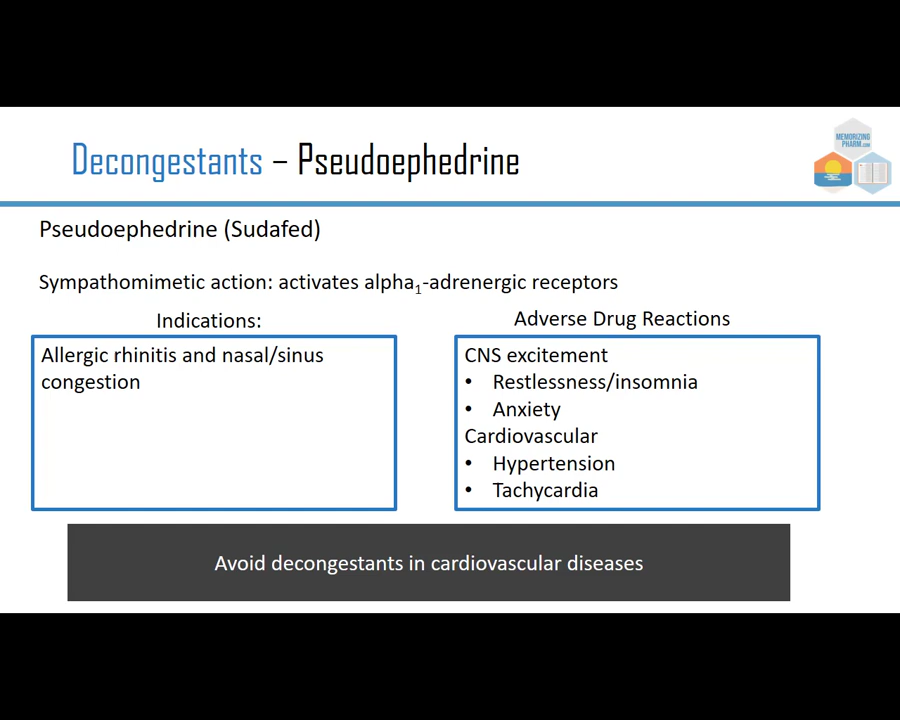 Decongestants – Pseudoephedrine
MEMORIZING
PHARM.com
Pseudoephedrine (Sudafed)
Sympathomimetic action: activates alpha1-adrenergic receptors
Indications:
Allergic rhinitis and nasal/sinus
congestion
Adverse Drug Reactions
CNS excitement
• Restlessness/insomnia
• Anxiety
Cardiovascular
• Hypertension
• Tachycardia
Avoid decongestants in cardiovascular diseases